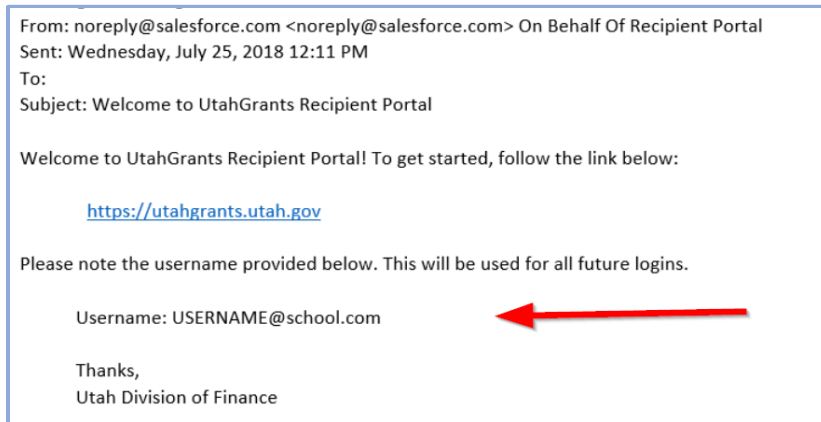 From: noreply@salesforce.com <noreply@salesforce.com> On Behalf Of Recipient Portal
Sent: Wednesday, July 25, 2018 12:11 PM
To:
Subject: Welcome to UtahGrants Recipient Portal
Welcome to UtahGrants Recipient Portal! To get started, follow the link below:
https://utahgrants.utah.gov
Please note the username provided below. This will be used for all future logins.
Username: USERNAME@school.com
Thanks,
Utah Division of Finance